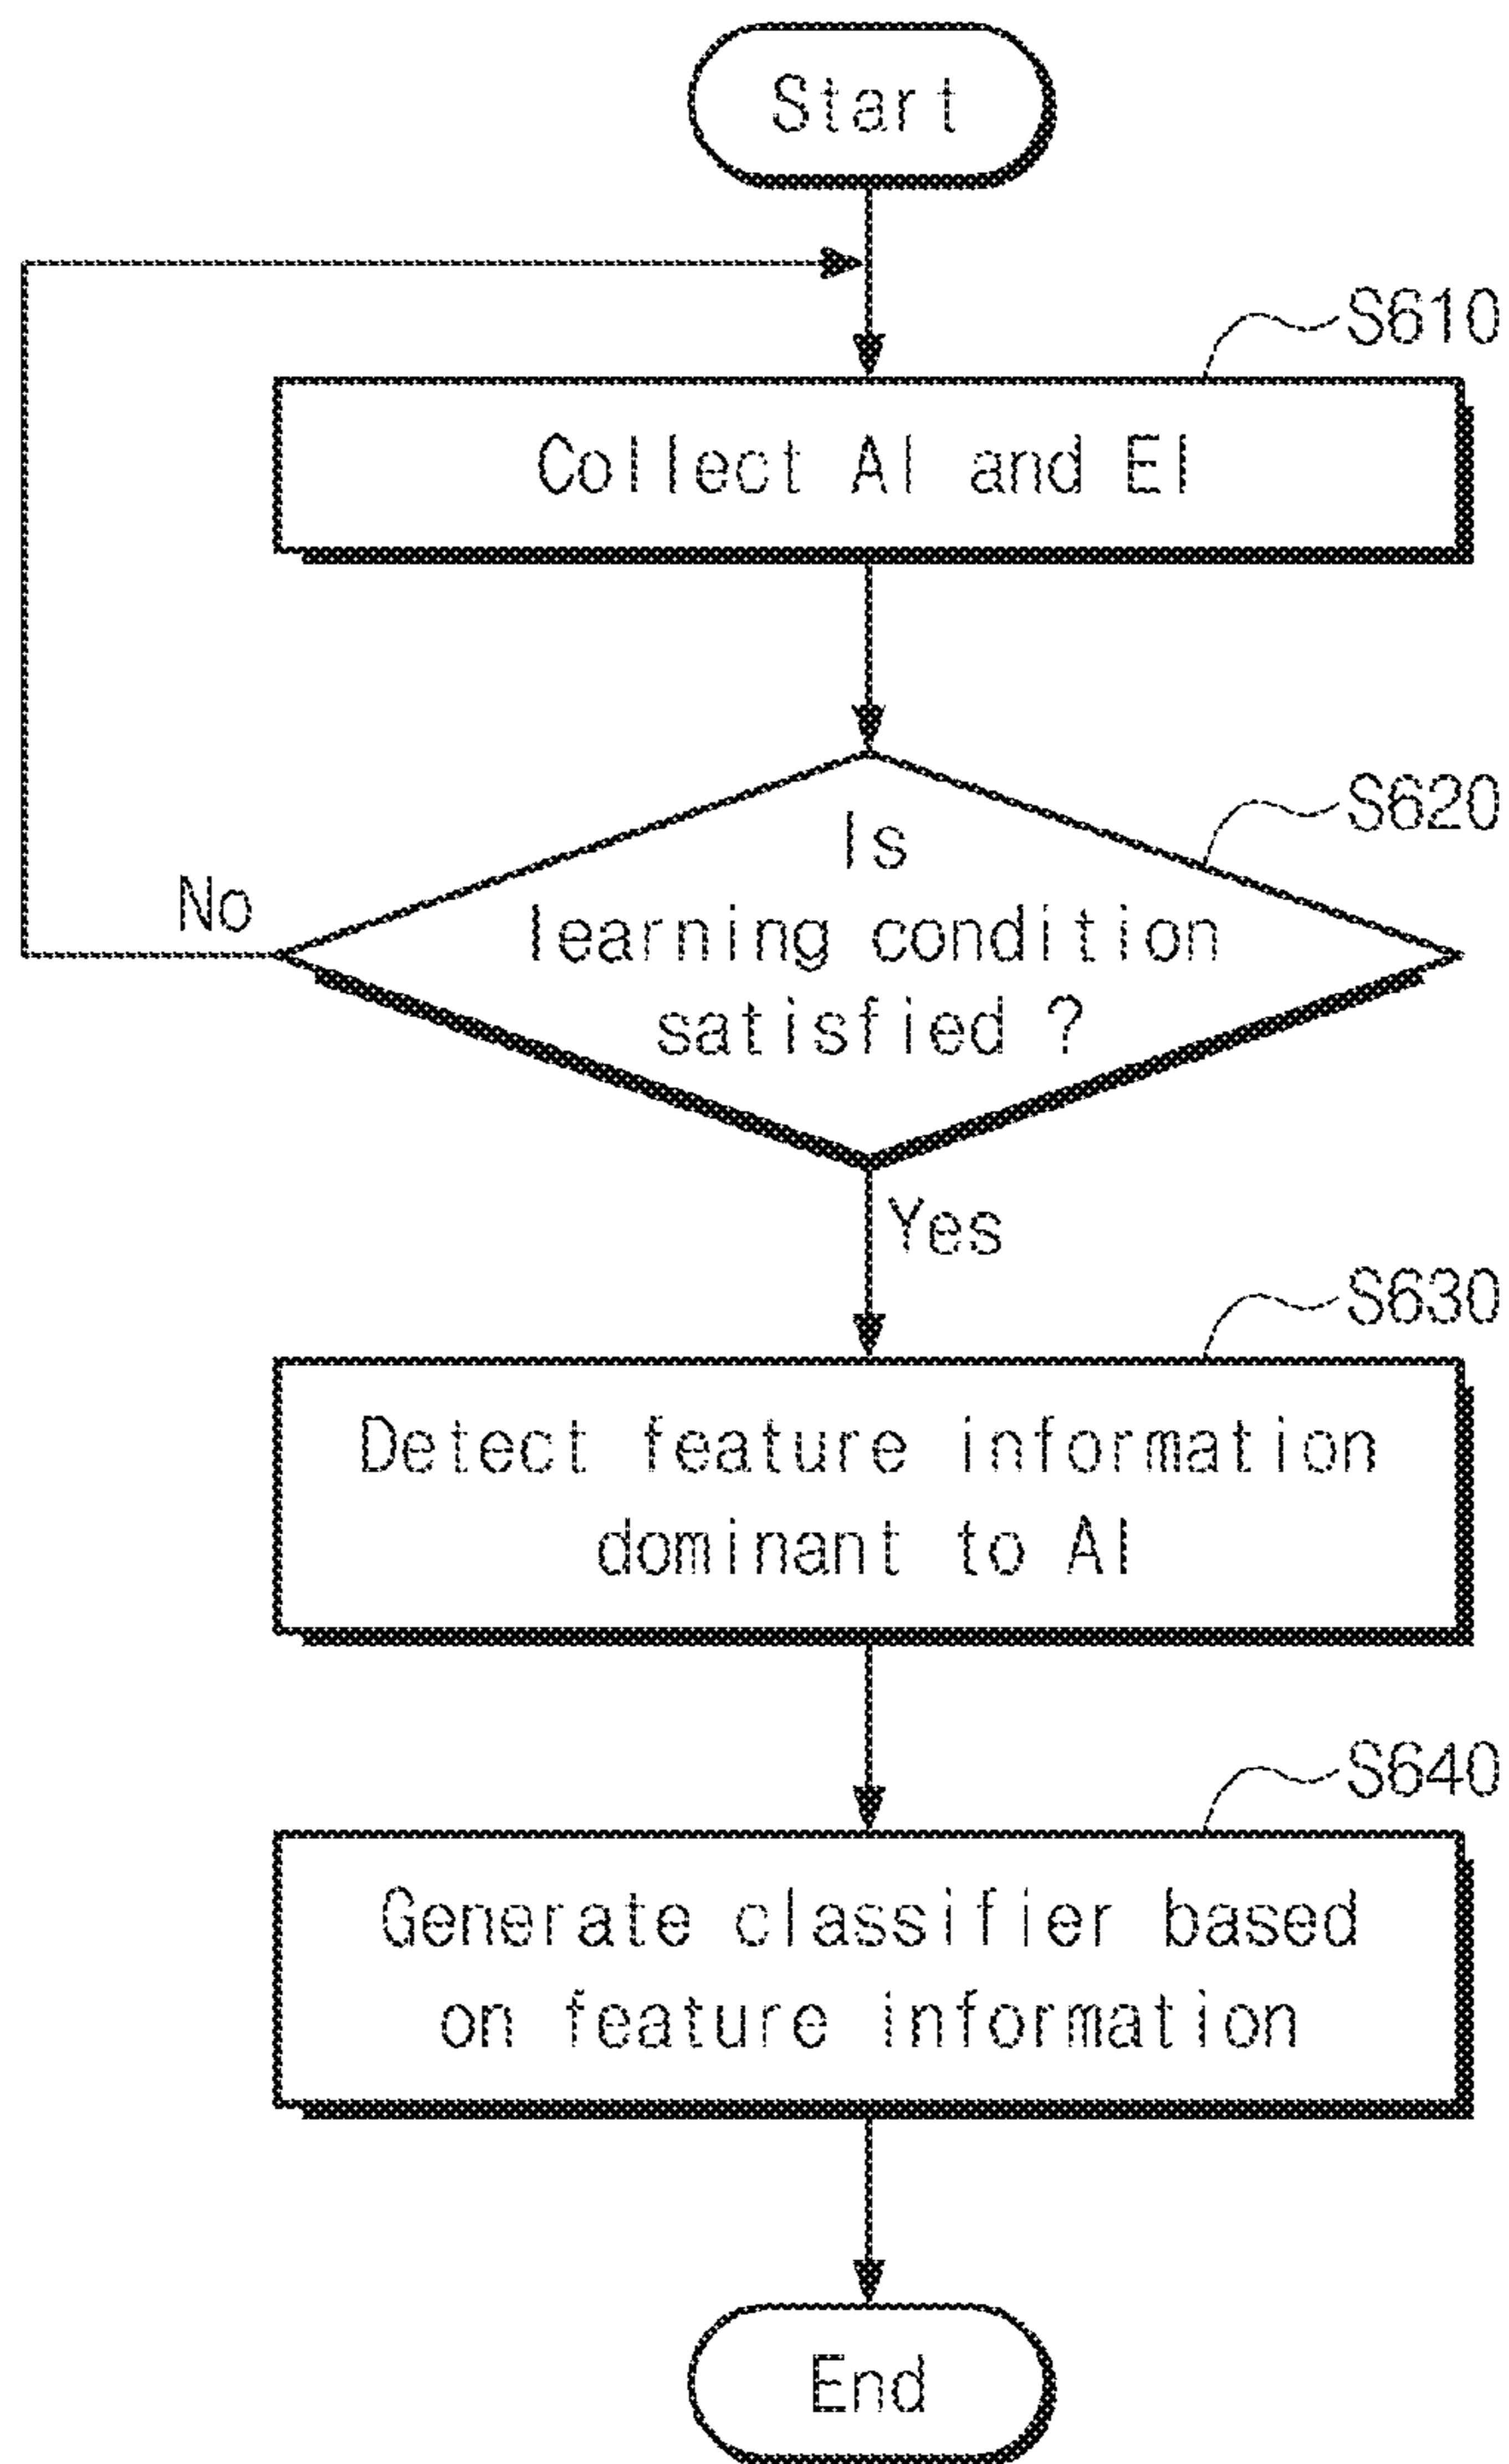 Start
S610
Collect AI and EI
S620
Is
learning condition
satisfied ?
No
Yes
S630
Detect feature information
dominant to AI
S640
Generate classifier based
on feature information
End